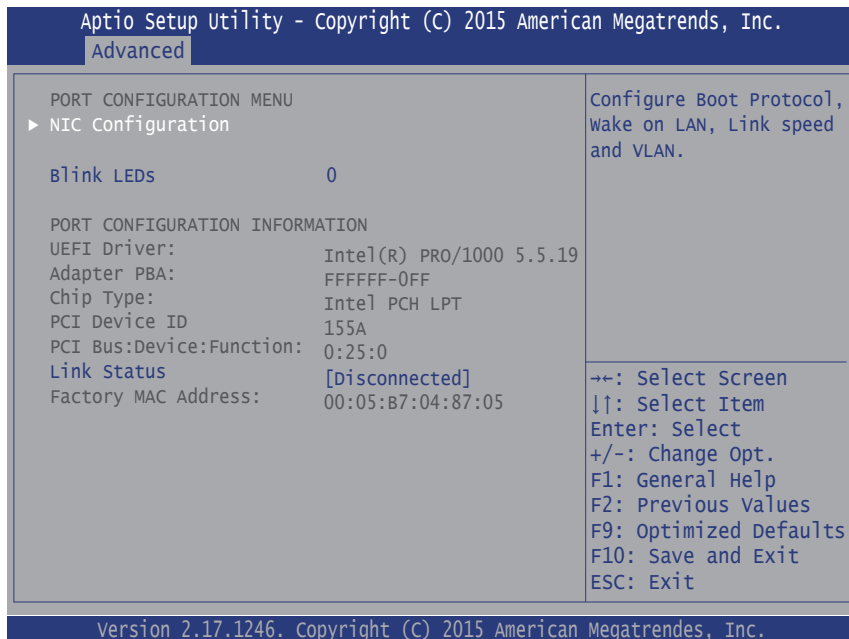 Aptio Setup Utility – Copyright (C) 2015 American Megatrends, Inc.
Advanced
PORT CONFIGURATION MENU
► NIC Configuration
Blink LEDs 0
PORT CONFIGURATION INFORMATION
UEFI Driver: Intel(R) PRO/1000 5.5.19
Adapter PBA: FFFFFF-0FF
Chip Type: Intel PCH LPT
PCI Device ID 155A
PCI Bus:Device:Function: 0:25:0
Link Status [Disconnected]
Factory MAC Address: 00:05:B7:04:87:05
Configure Boot Protocol,
Wake on LAN, Link speed
and VLAN.
→←: Select Screen
↓↑: Select Item
Enter: Select
+/-: Change Opt.
F1: General Help
F2: Previous Values
F9: Optimized Defaults
F10: Save and Exit
ESC: Exit
Version 2.17.1246. Copyright (C) 2015 American Megatrendes, Inc.